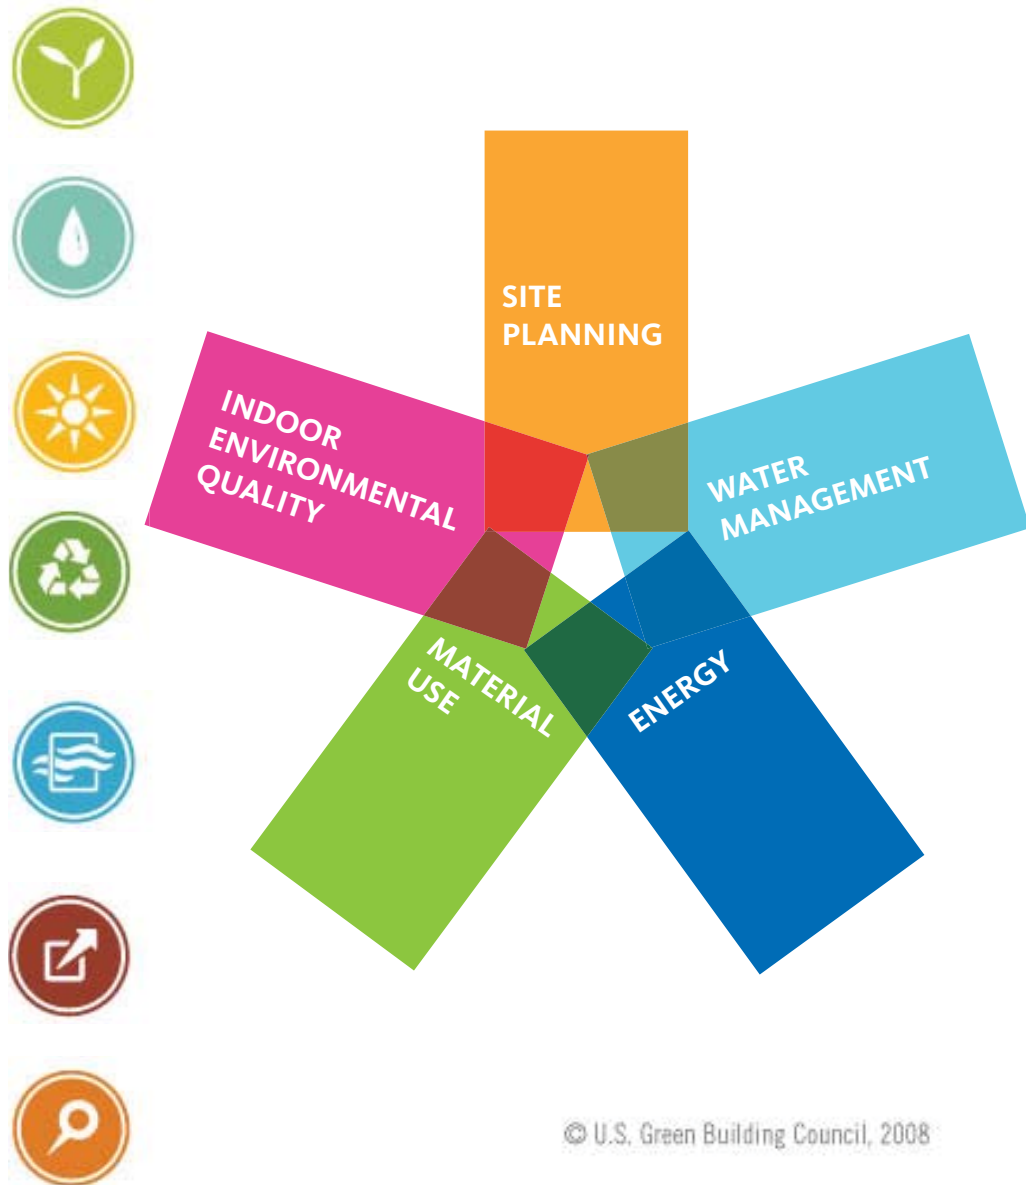 SITE
PLANNING
INDOOR
ENVIRONMENTAL
QUALITY
WATER
MANAGEMENT
MATERIAL
USE
ENERGY
© U.S. Green Building Council, 2008